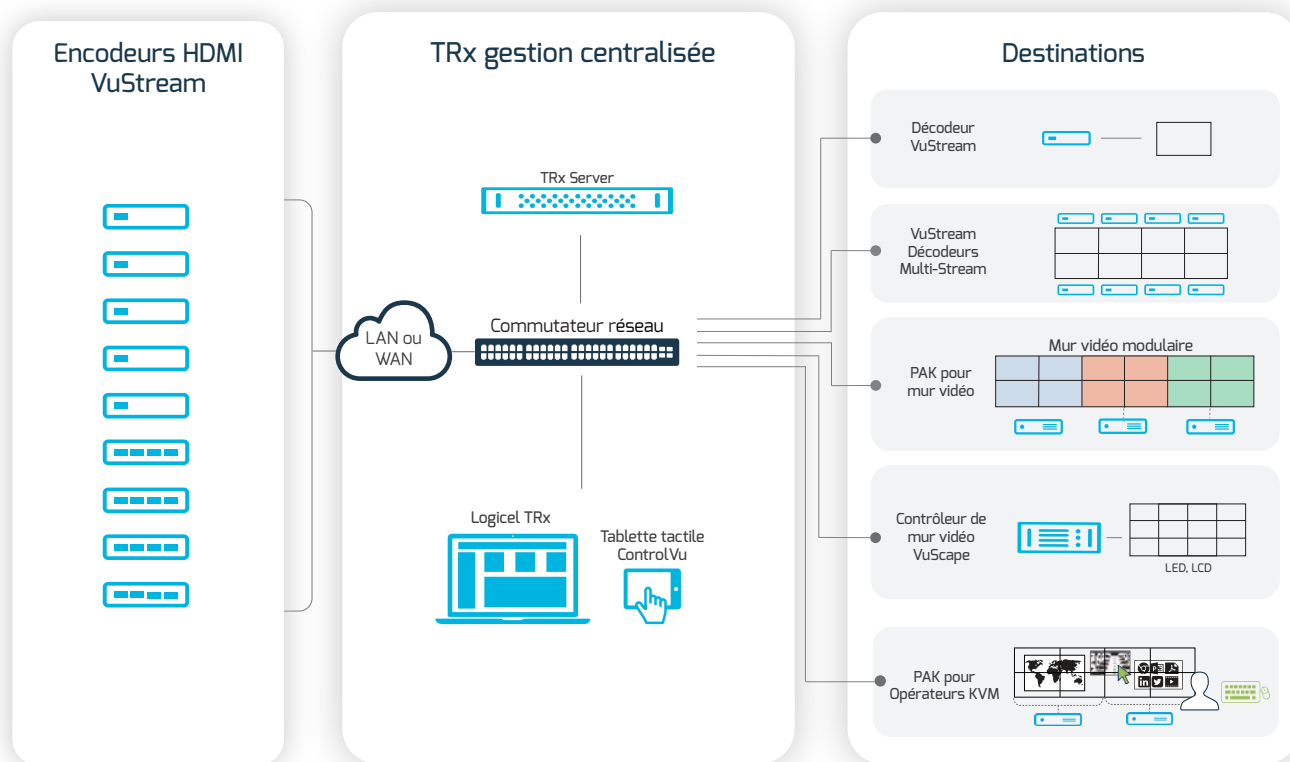 Encodeurs HDMI
VuStream
TRx gestion centralisée
TRx Server
LAN ou
WAN
Commutateur réseau
Logicel TRx
Tablette tactile
ControlVu
Destinations
Décodeur
VuStream
VuStream
Décodeurs
Multi-Stream
PAK pour
mur vidéo
Mur vidéo modulaire
Contrôleur de
mur vidéo
VuScape
LED, LCD
PAK pour
Opérateurs KVM